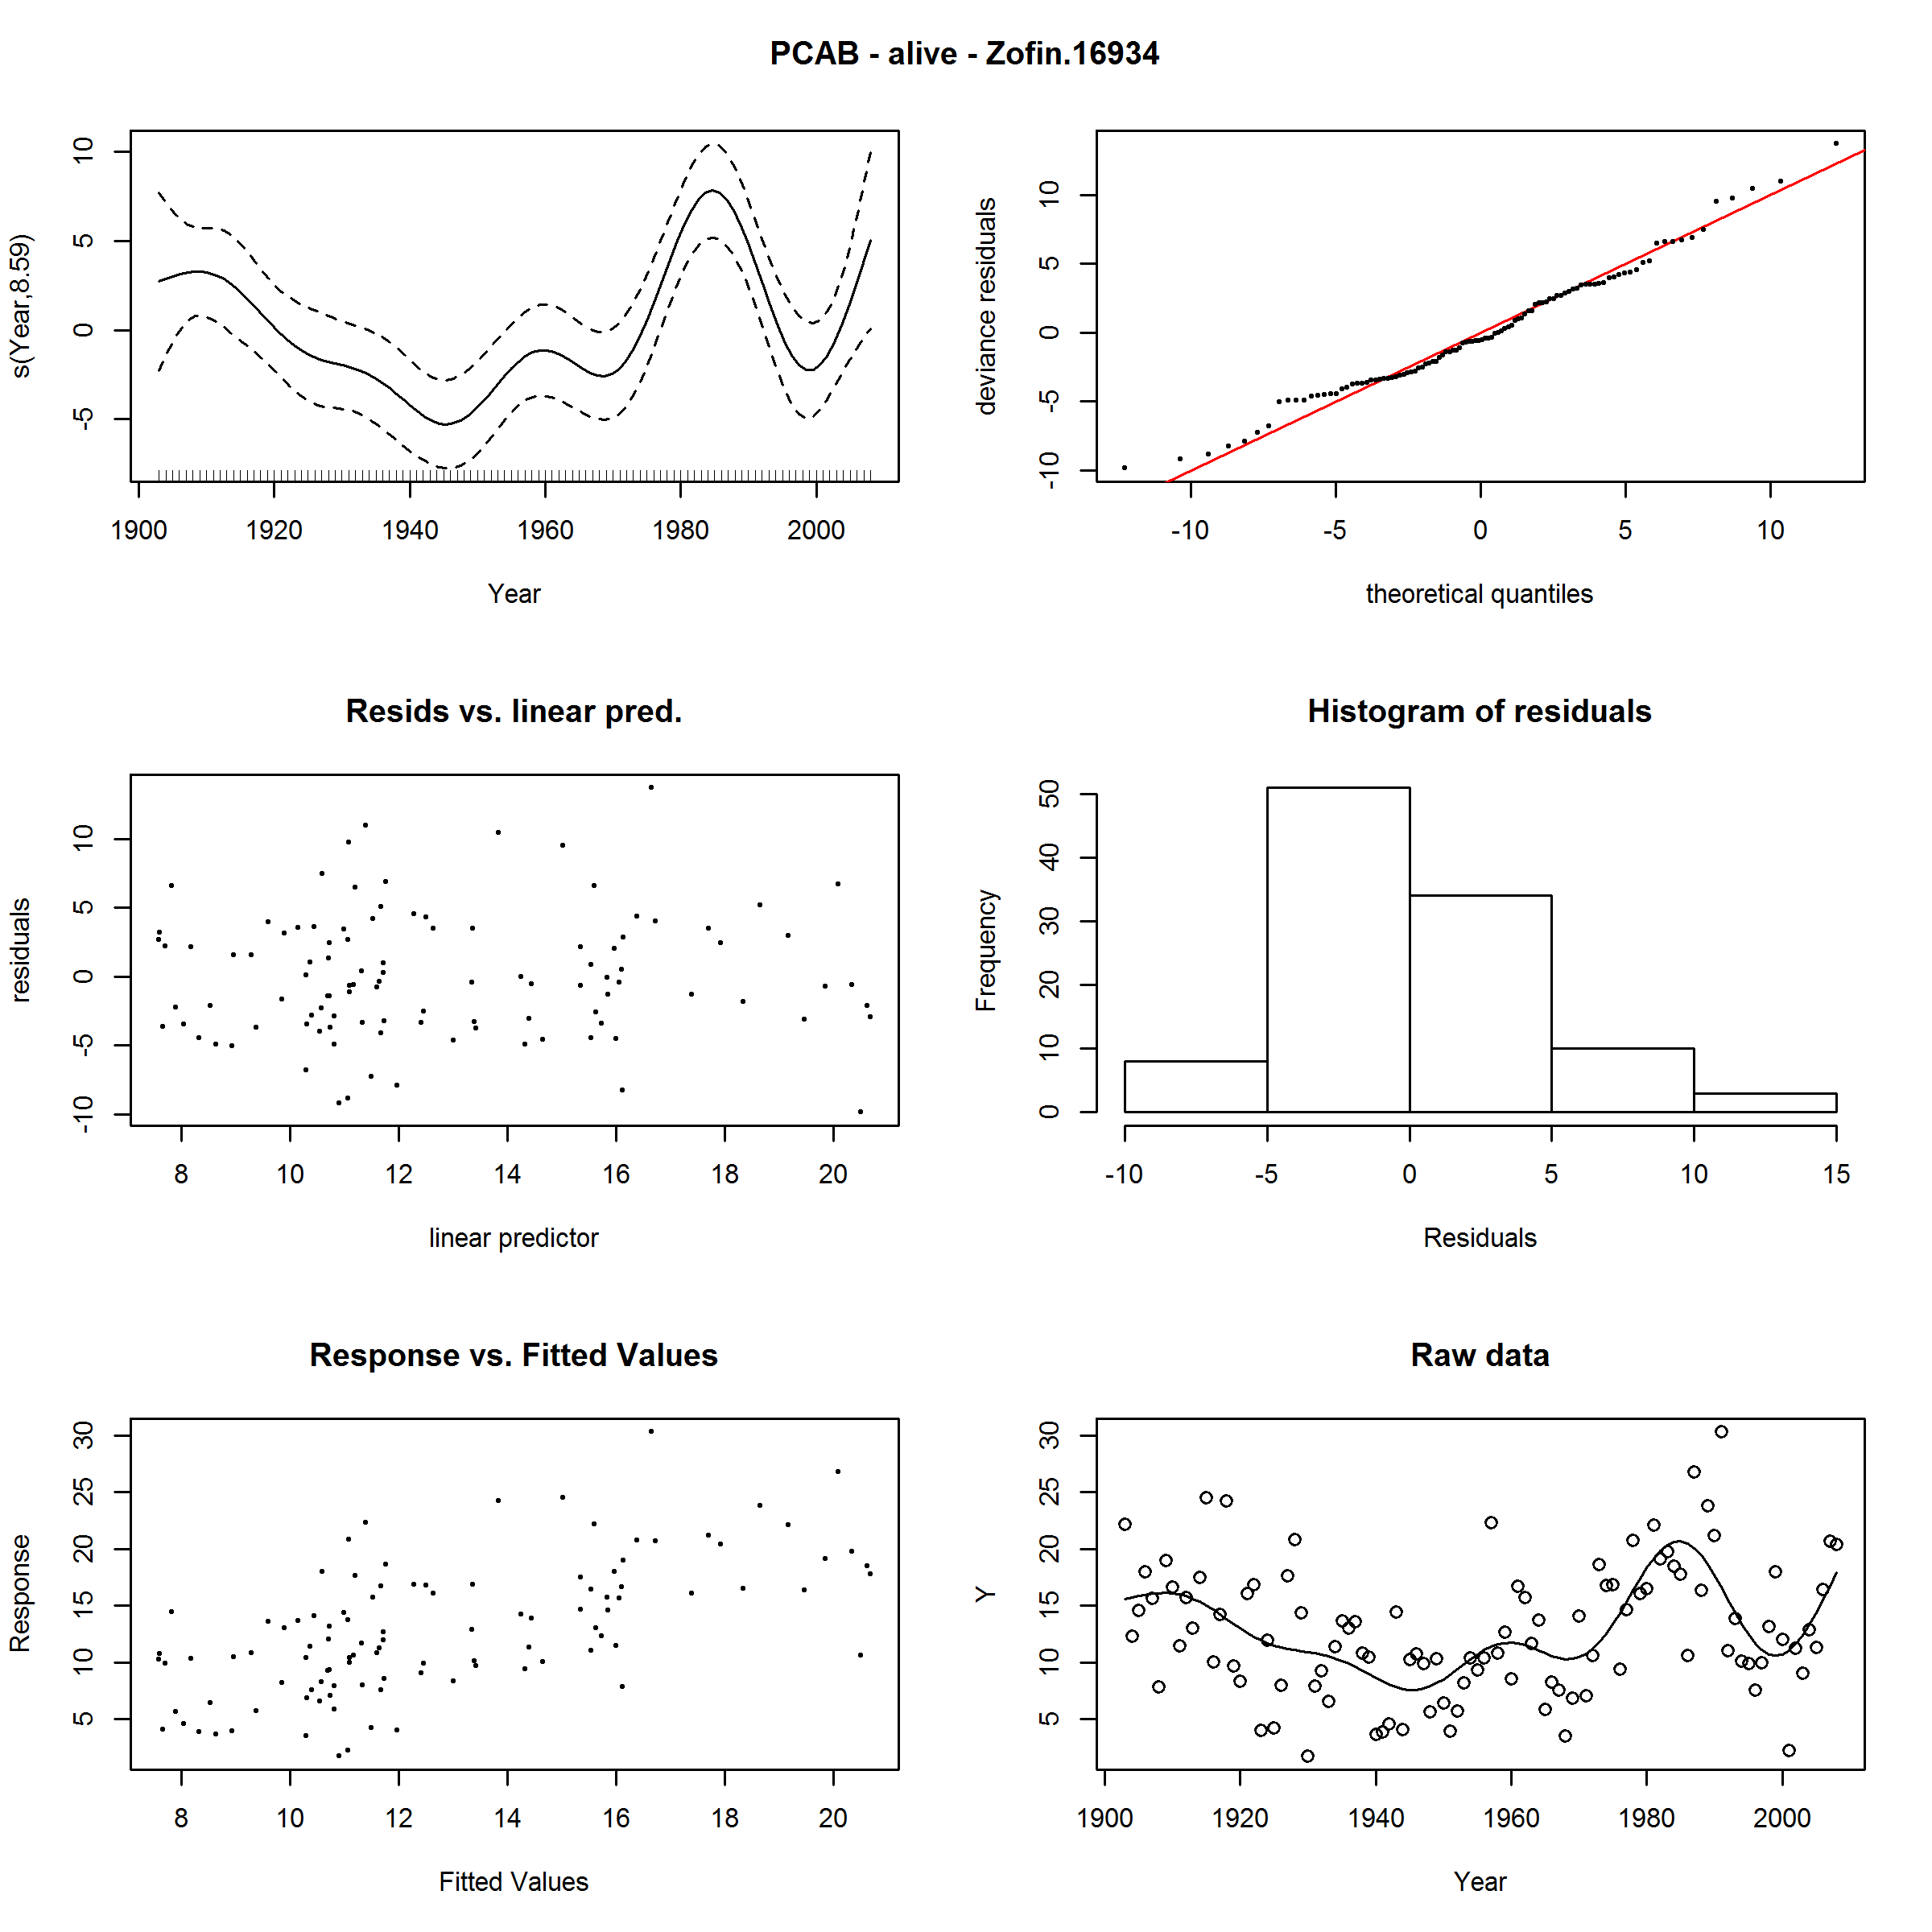 PCAB - alive - Zofin.16934
s(Year,8.59)
10
5
0
-5
1900 1920 1940 1960 1980 2000
Year
deviance residuals
10
5
0
-5
-10
-10 -5 0 5 10
theoretical quantiles
Resids vs. linear pred.
residuals
10
5
0
-5
-10
8 10 12 14 16 18 20
linear predictor
Histogram of residuals
Frequency
50
40
30
20
10
0
-10 -5 0 5 10 15
Residuals
Response vs. Fitted Values
Response
30
25
20
15
10
5
8 10 12 14 16 18 20
Fitted Values
Raw data
Y
30
25
20
15
10
5
1900 1920 1940 1960 1980 2000
Year